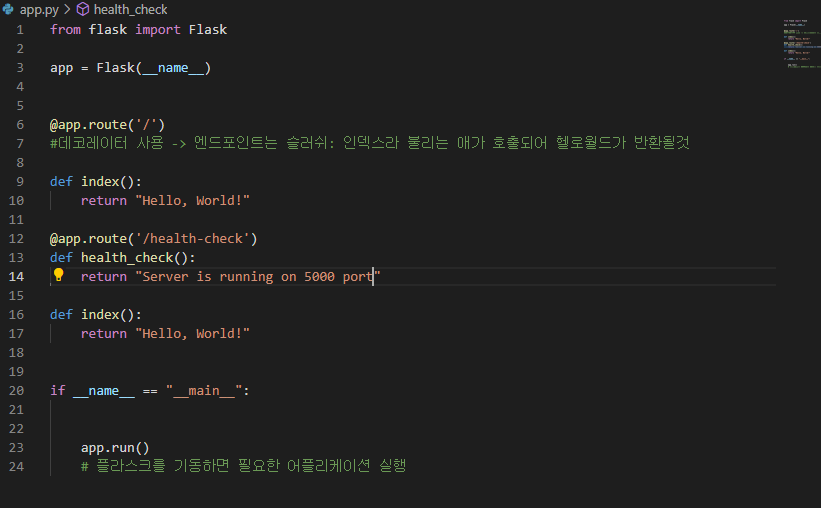 app.py > health_check
1 from flask import Flask
2
3 app = Flask(__name__)
4
5
6 @app.route('/')
7 #데코레이터 사용 -> 엔드포인트는 슬러쉬: 인덱스라 불리는 애가 호출되어 헬로월드가 반환될것
8
9 def index():
10 return "Hello, World!"
11
12 @app.route('/health-check')
13 def health_check():
14 return "Server is running on 5000 port"
15
16 def index():
17 return "Hello, World!"
18
19
20 if __name__ == "__main__":
21
22
23 app.run()
24 # 플라스크를 기동하면 필요한 어플리케이션 실행